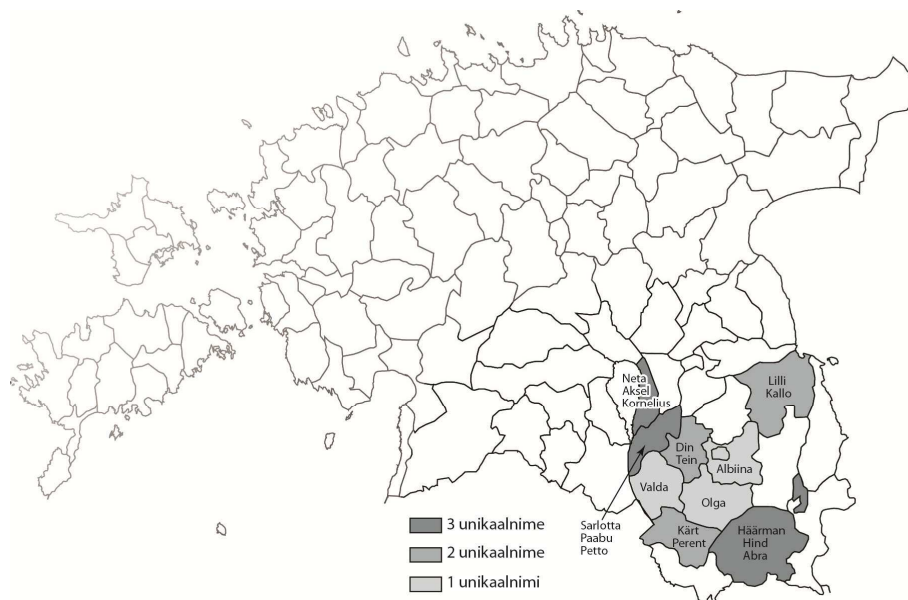 Neta
Aksel
Kornelius
Lilli
Kallo
Din
Tein
Albiina
Valda
Olga
Sarlotta
Paabu
Petto
Kärt
Perent
Häärman
Hind
Abra
3 unikaalnime
2 unikaalnime
1 unikaalnimi